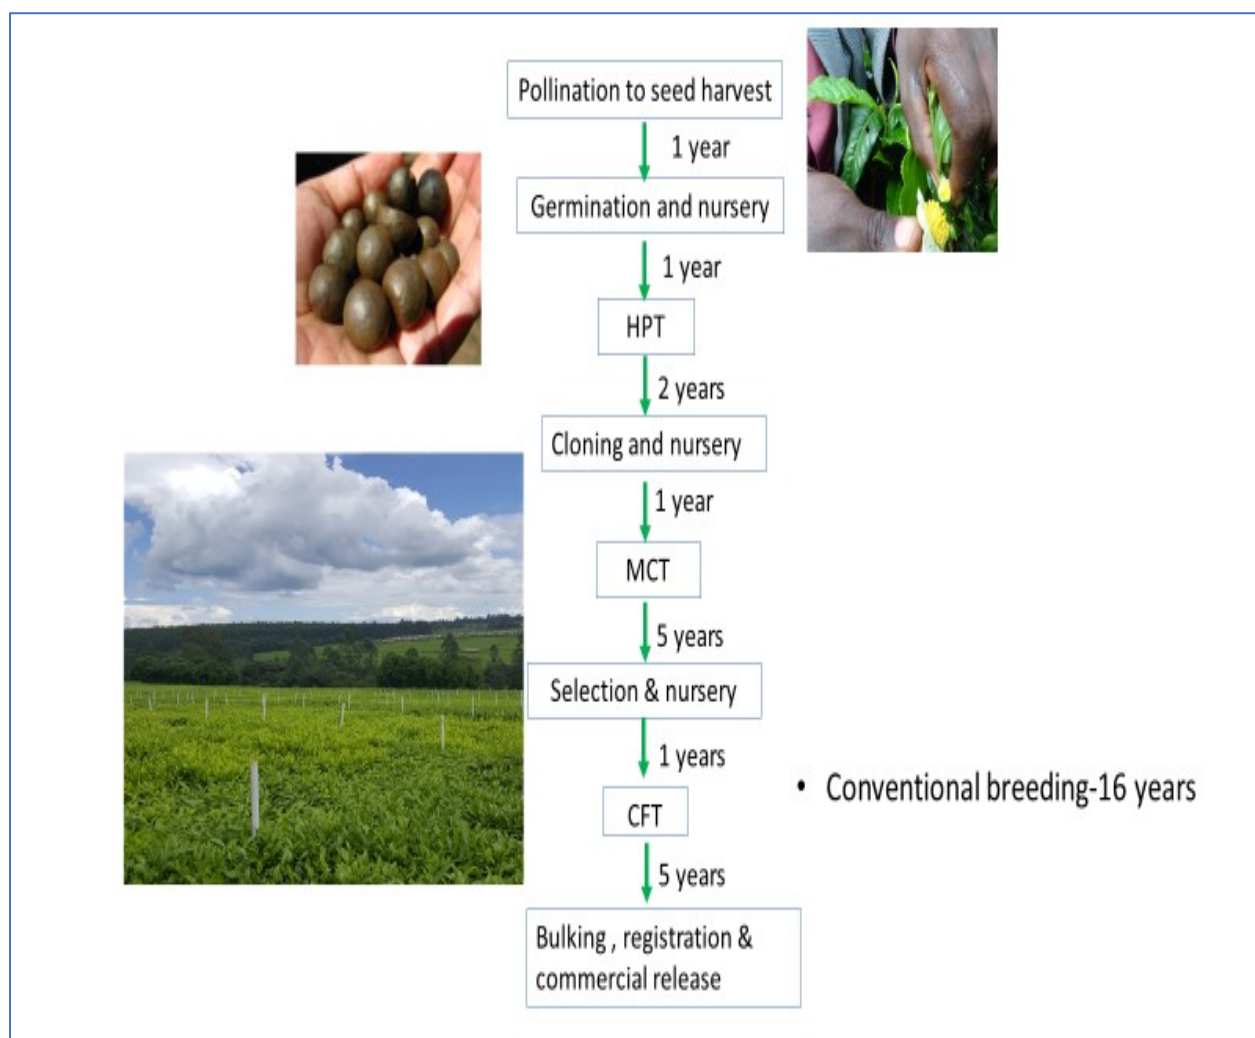 Pollination to seed harvest
1 year
Germination and nursery
1 year
HPT
2 years
Cloning and nursery
1 year
MCT
5 years
Selection & nursery
1 years
CFT
• Conventional breeding-16 years
5 years
Bulking , registration &
commercial release